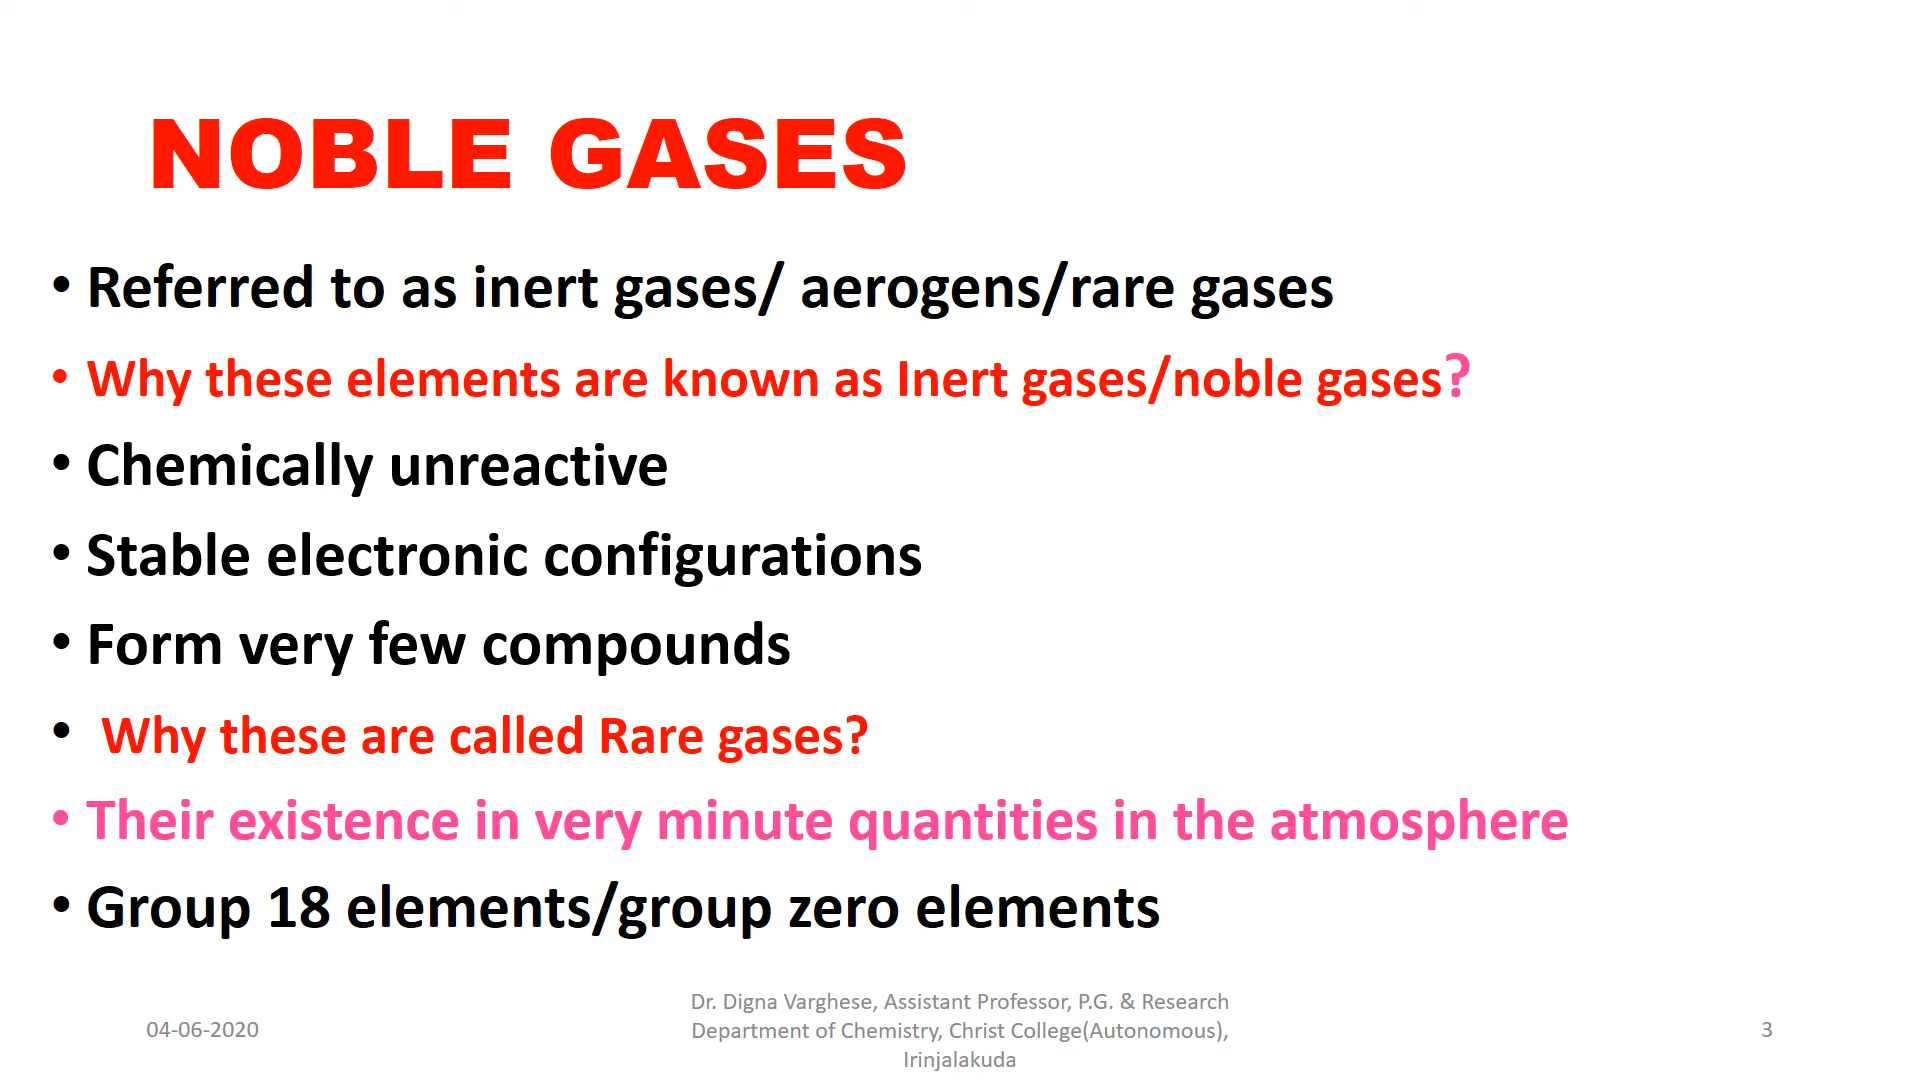 NOBLE GASES
• Referred to as inert gases/ aerogens/rare gases
• Why these elements are known as Inert gases/noble gases?
• Chemically unreactive
• Stable electronic configurations
• Form very few compounds
• Why these are called Rare gases?
• Their existence in very minute quantities in the atmosphere
• Group 18 elements/group zero elements
04-06-2020
Dr. Digna Varghese, Assistant Professor, P.G. & Research
Department of Chemistry, Christ College(Autonomous),
Irinjalakuda
3